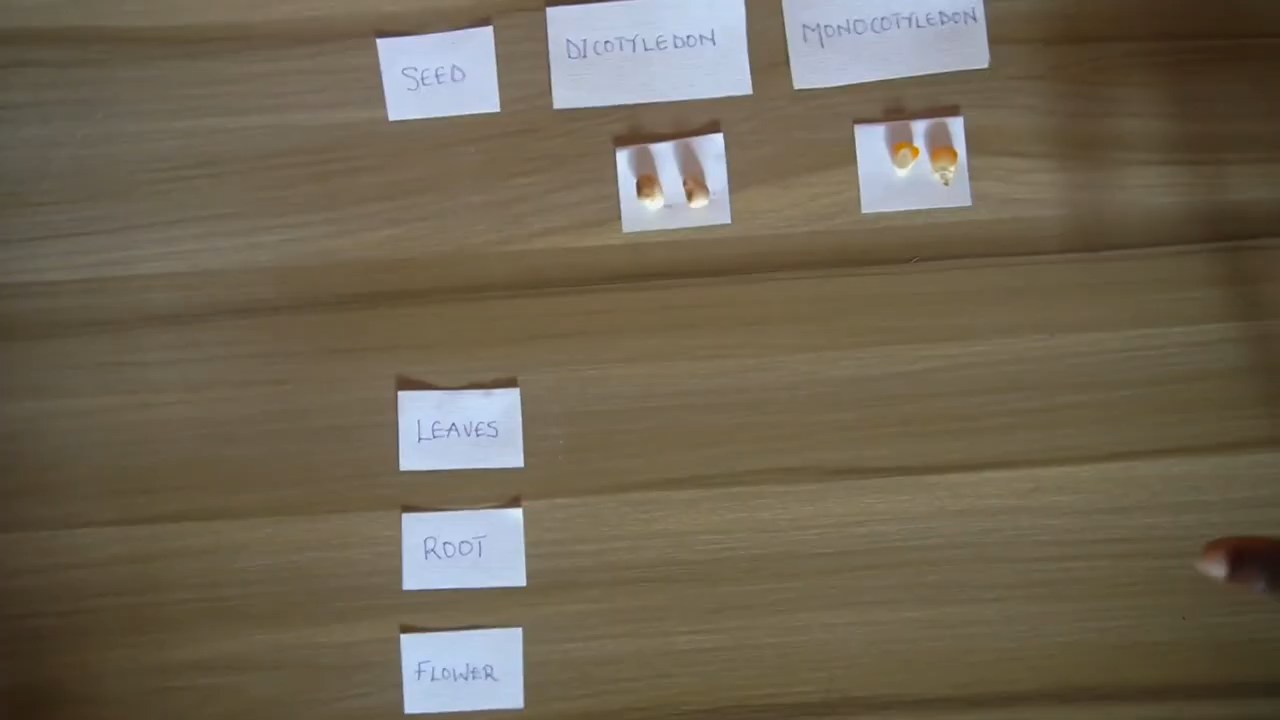 SEED
DICOTYLEDON
MONOCOTYLEDON
LEAVES
ROOT
FLOWER